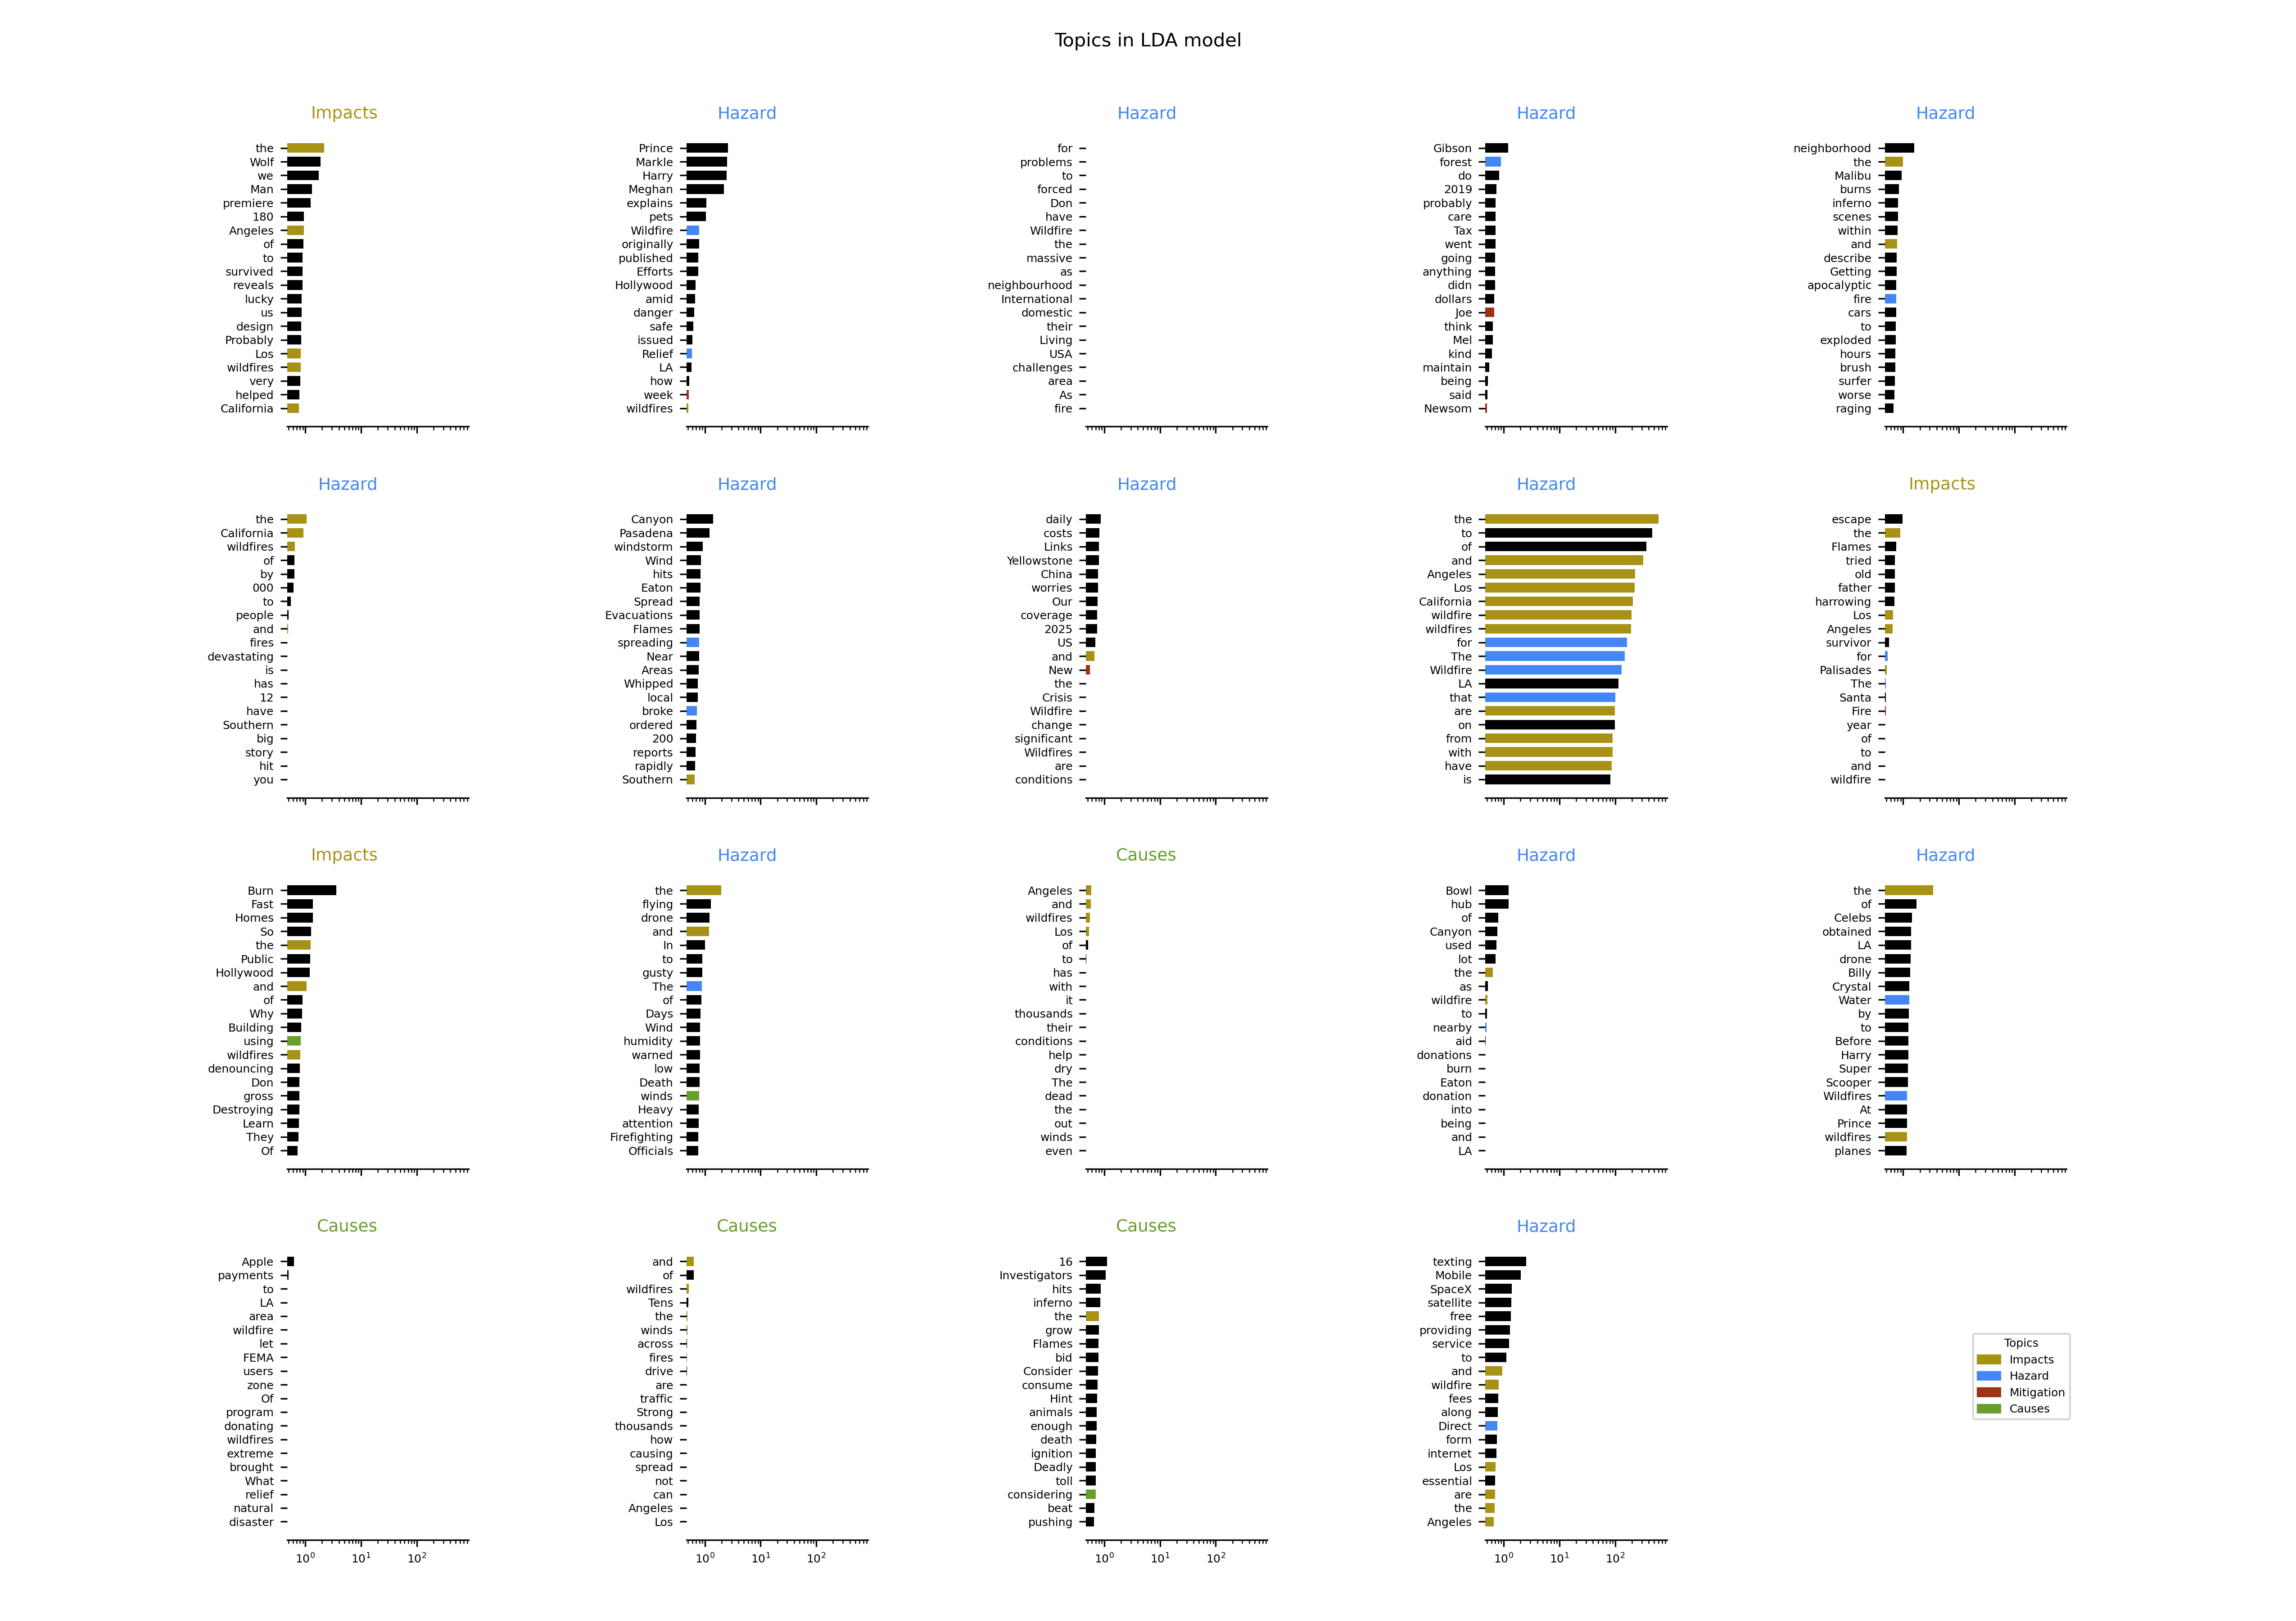 Topics in LDA model
Impacts
the
Wolf
we
Man
premiere
180
Angeles
of
to
survived
reveals
lucky
us
design
Probably
Los
wildfires
very
helped
California
Hazard
Prince
Markle
Harry
Meghan
explains
pets
Wildfire
originally
published
Efforts
Hollywood
amid
danger
safe
issued
Relief
LA
how
week
wildfires
Hazard
for
problems
to
forced
Don
have
Wildfire
the
massive
as
neighbourhood
International
domestic
their
Living
USA
challenges
area
As
fire
Hazard
Gibson
forest
do
2019
probably
care
Tax
went
going
anything
didn
dollars
Joe
think
Mel
kind
maintain
being
said
Newsom
Hazard
neighborhood
the
Malibu
burns
inferno
scenes
within
and
describe
Getting
apocalyptic
fire
cars
to
exploded
hours
brush
surfer
worse
raging
Hazard
the
California
wildfires
of
by
000
to
people
and
fires
devastating
is
has
12
have
Southern
big
story
hit
you
Hazard
Canyon
Pasadena
windstorm
Wind
hits
Eaton
Spread
Evacuations
Flames
spreading
Near
Areas
Whipped
local
broke
ordered
200
reports
rapidly
Southern
Hazard
daily
costs
Links
Yellowstone
China
worries
Our
coverage
2025
US
and
New
the
Crisis
Wildfire
change
significant
Wildfires
are
conditions
Hazard
the
to
of
and
Angeles
Los
California
wildfire
wildfires
for
The
Wildfire
LA
that
are
on
from
with
have
is
Impacts
escape
the
Flames
tried
old
father
harrowing
Los
Angeles
survivor
for
Palisades
The
Santa
Fire
year
of
to
and
wildfire
Impacts
Burn
Fast
Homes
So
the
Public
Hollywood
and
of
Why
Building
using
wildfires
denouncing
Don
gross
Destroying
Learn
They
Of
Hazard
the
flying
drone
and
In
to
gusty
The
of
Days
Wind
humidity
warned
low
Death
winds
Heavy
attention
Firefighting
Officials
Causes
Angeles
and
wildfires
Los
of
to
has
with
it
thousands
their
conditions
help
dry
The
dead
the
out
winds
even
Hazard
Bowl
hub
of
Canyon
used
lot
the
as
wildfire
to
nearby
aid
donations
burn
Eaton
donation
into
being
and
LA
Hazard
the
of
Celebs
obtained
LA
drone
Billy
Crystal
Water
by
to
Before
Harry
Super
Scooper
Wildfires
At
Prince
wildfires
planes
Causes
Apple
payments
to
LA
area
wildfire
let
FEMA
users
zone
Of
program
donating
wildfires
extreme
brought
What
relief
natural
disaster
10⁰ 10¹ 10²
Causes
and
of
wildfires
Tens
the
winds
across
fires
drive
are
traffic
Strong
thousands
how
causing
spread
not
can
Angeles
Los
10⁰ 10¹ 10²
Causes
16
Investigators
hits
inferno
the
grow
Flames
bid
Consider
consume
Hint
animals
enough
death
ignition
Deadly
toll
considering
beat
pushing
10⁰ 10¹ 10²
Hazard
texting
Mobile
SpaceX
satellite
free
providing
service
to
and
wildfire
fees
along
Direct
form
internet
Los
essential
are
the
Angeles
10⁰ 10¹ 10²
Topics
Impacts
Hazard
Mitigation
Causes